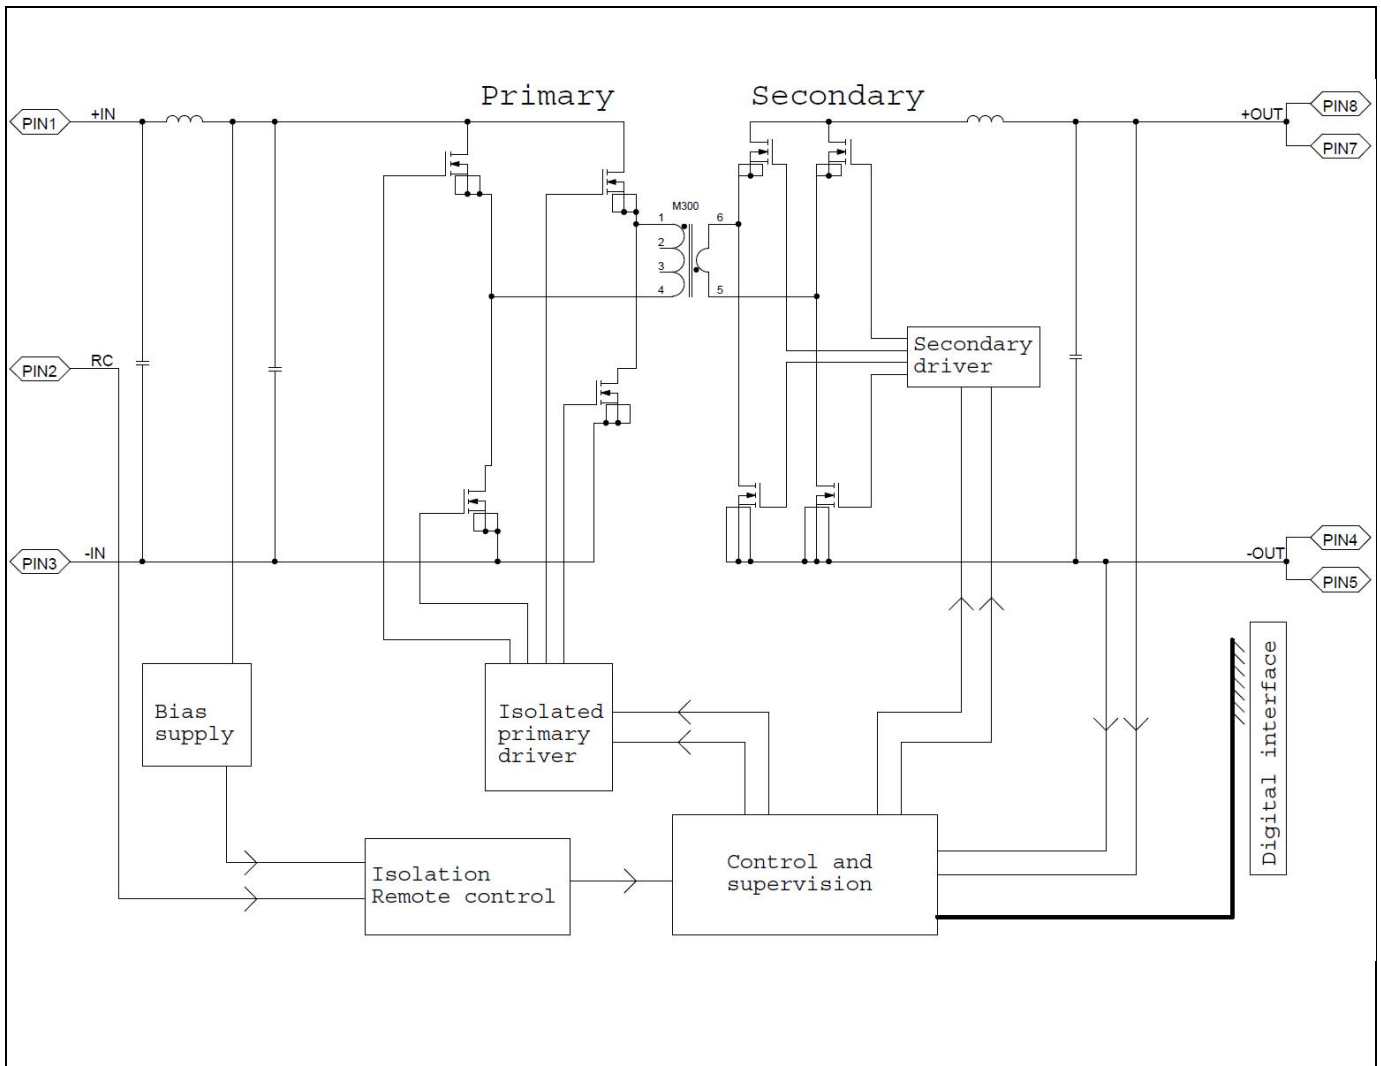 Primary
Secondary
PIN1
+IN
+OUT
PIN8
PIN7
M300
1
2
3
4
6
5
PIN2
RC
Secondary
driver
PIN3
-IN
-OUT
PIN4
PIN5
Bias
supply
Isolated
primary
driver
Digital interface
Isolation
Remote control
Control and
supervision